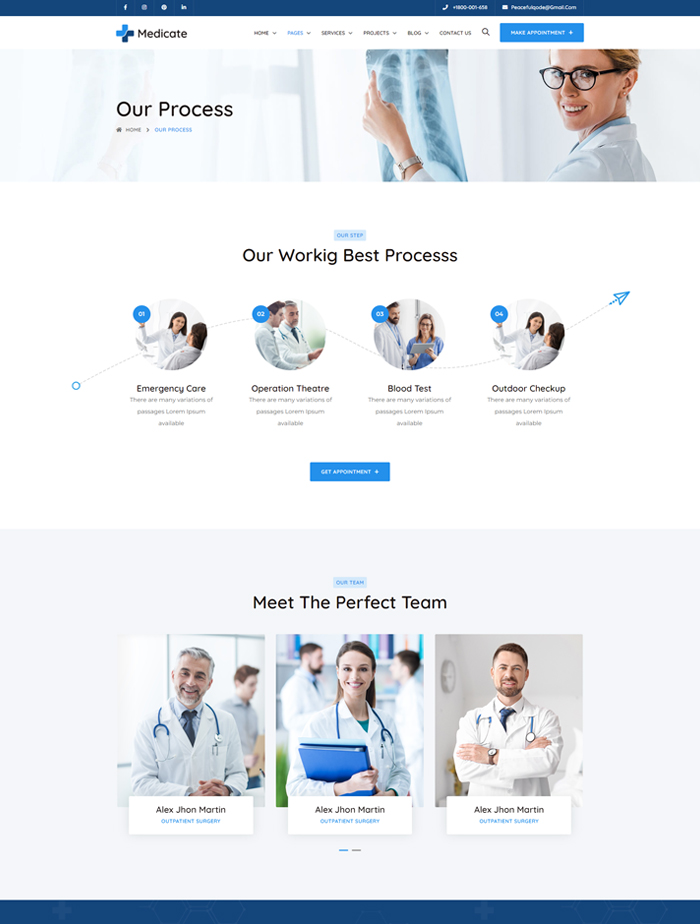 +1800-001-658 Peacefulqode@Gmail.Com
Medicate
HOME PAGES SERVICES PROJECTS BLOG CONTACT US MAKE APPOINTMENT +
Our Process
HOME > OUR PROCESS
OUR STEP
Our Workig Best Processs
01 02 03 04
Emergency Care Operation Theatre Blood Test Outdoor Checkup
There are many variations of There are many variations of There are many variations of There are many variations of
passages Lorem Ipsum passages Lorem Ipsum passages Lorem Ipsum passages Lorem Ipsum
available available available available
GET APPOINTMENT +
OUR TEAM
Meet The Perfect Team
Alex Jhon Martin Alex Jhon Martin Alex Jhon Martin
OUTPATIENT SURGERY OUTPATIENT SURGERY OUTPATIENT SURGERY